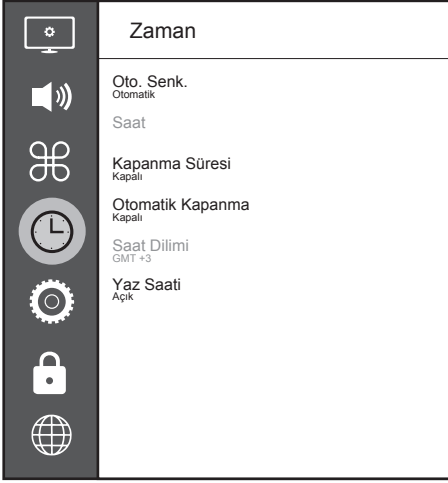 Zaman
Oto. Senk.
Otomatik
Saat
Kapanma Süresi
Kapalı
Otomatik Kapanma
Kapalı
Saat Dilimi
GMT +3
Yaz Saati
Açık